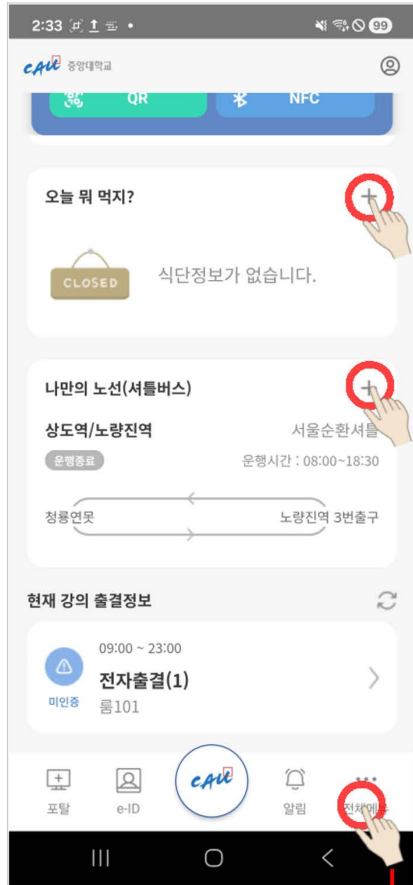 2:33
99
CAU 중앙대학교
QR
NFC
오늘 뭐 먹지?
CLOSED
식단정보가 없습니다.
나만의 노선(셔틀버스)
상도역/노량진역
서울순환셔틀
운행종료
운행시간 : 08:00~18:30
청룡연못
노량진역 3번출구
현재 강의 출결정보
09:00 ~ 23:00
전자출결(1)
미인증
룸101
CAU
포탈
e-ID
알림
전체메뉴